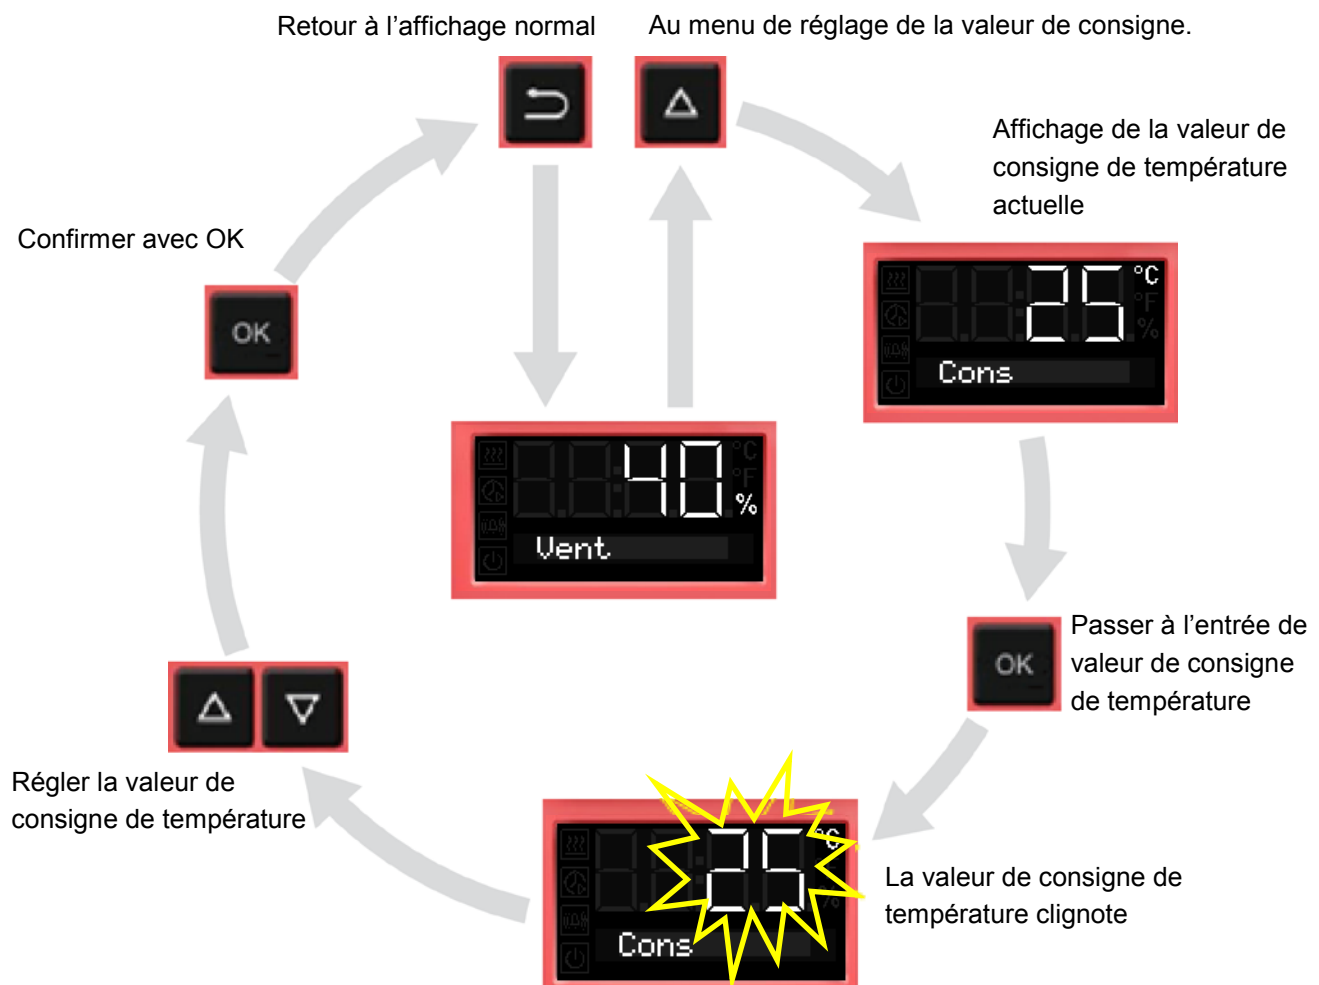 Retour à l’affichage normal
Au menu de réglage de la valeur de consigne.
Affichage de la valeur de
consigne de température
actuelle
Confirmer avec OK
OK
25 °C
°F
%
Cons
40 °C
°F
%
Vent
OK
Passer à l’entrée de
valeur de consigne
de température
Régler la valeur de
consigne de température
25 °C
%
Cons
La valeur de consigne de
température clignote